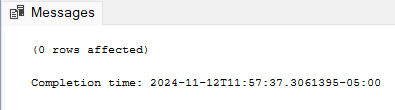 Messages
(0 rows affected)
Completion time: 2024-11-12T11:57:37.3061395-05:00